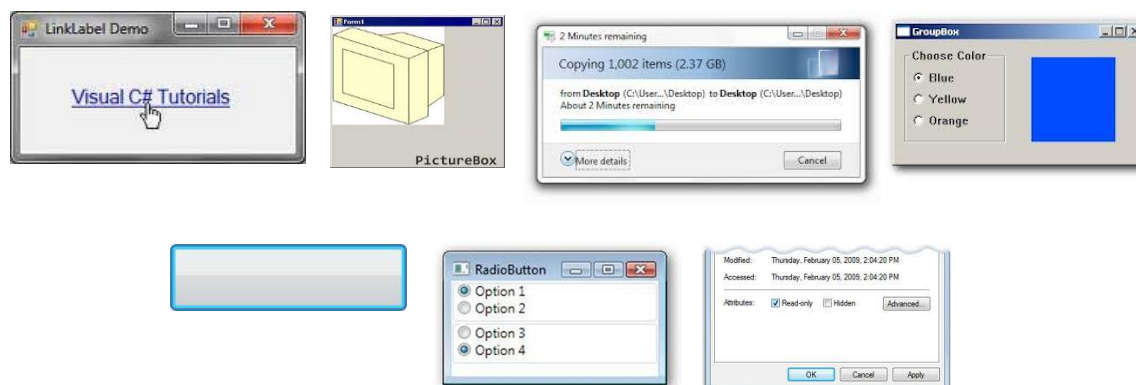 LinkLabel Demo
Visual C# Tutorials
Form1
PictureBox
2 Minutes remaining
Copying 1,002 items (2.37 GB)
from Desktop (C:\User...\Desktop) to Desktop (C:\User...\Desktop)
About 2 Minutes remaining
More details
Cancel
GroupBox
Choose Color
Blue
Yellow
Orange
RadioButton
Option 1
Option 2
Option 3
Option 4
Modified: Thursday, February 05, 2009, 2:04:20 PM
Accessed: Thursday, February 05, 2009, 2:04:20 PM
Attributes: Read-only Hidden Advanced...
OK Cancel Apply